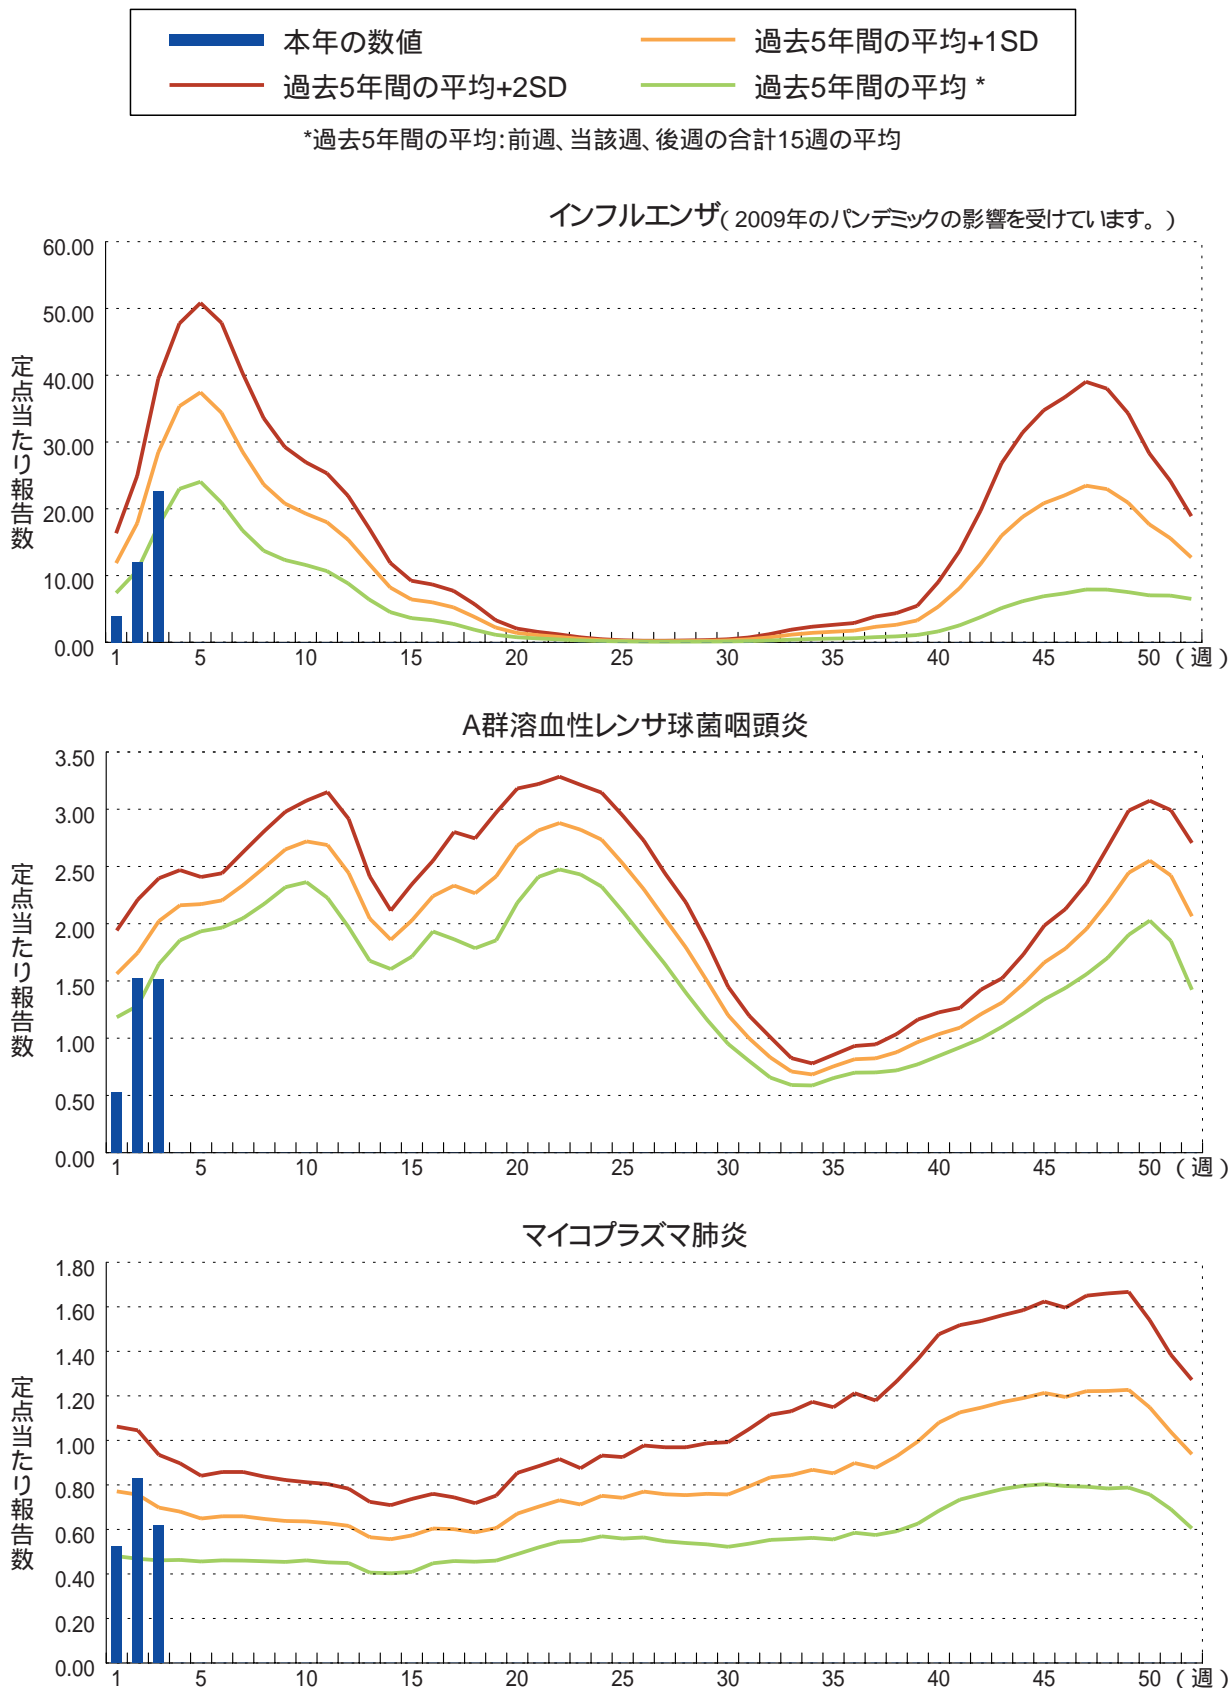 本年の数値
過去5年間の平均+1SD
過去5年間の平均+2SD
過去5年間の平均 *
*過去5年間の平均:前週、当該週、後週の合計15週の平均
インフルエンザ( 2009年のパンデミックの影響を受けています。 )
定点当たり報告数
60.00
50.00
40.00
30.00
20.00
10.00
0.00
1 5 10 15 20 25 30 35 40 45 50 (週)
A群溶血性レンサ球菌咽頭炎
定点当たり報告数
3.50
3.00
2.50
2.00
1.50
1.00
0.50
0.00
1 5 10 15 20 25 30 35 40 45 50 (週)
マイコプラズマ肺炎
定点当たり報告数
1.80
1.60
1.40
1.20
1.00
0.80
0.60
0.40
0.20
0.00
1 5 10 15 20 25 30 35 40 45 50 (週)